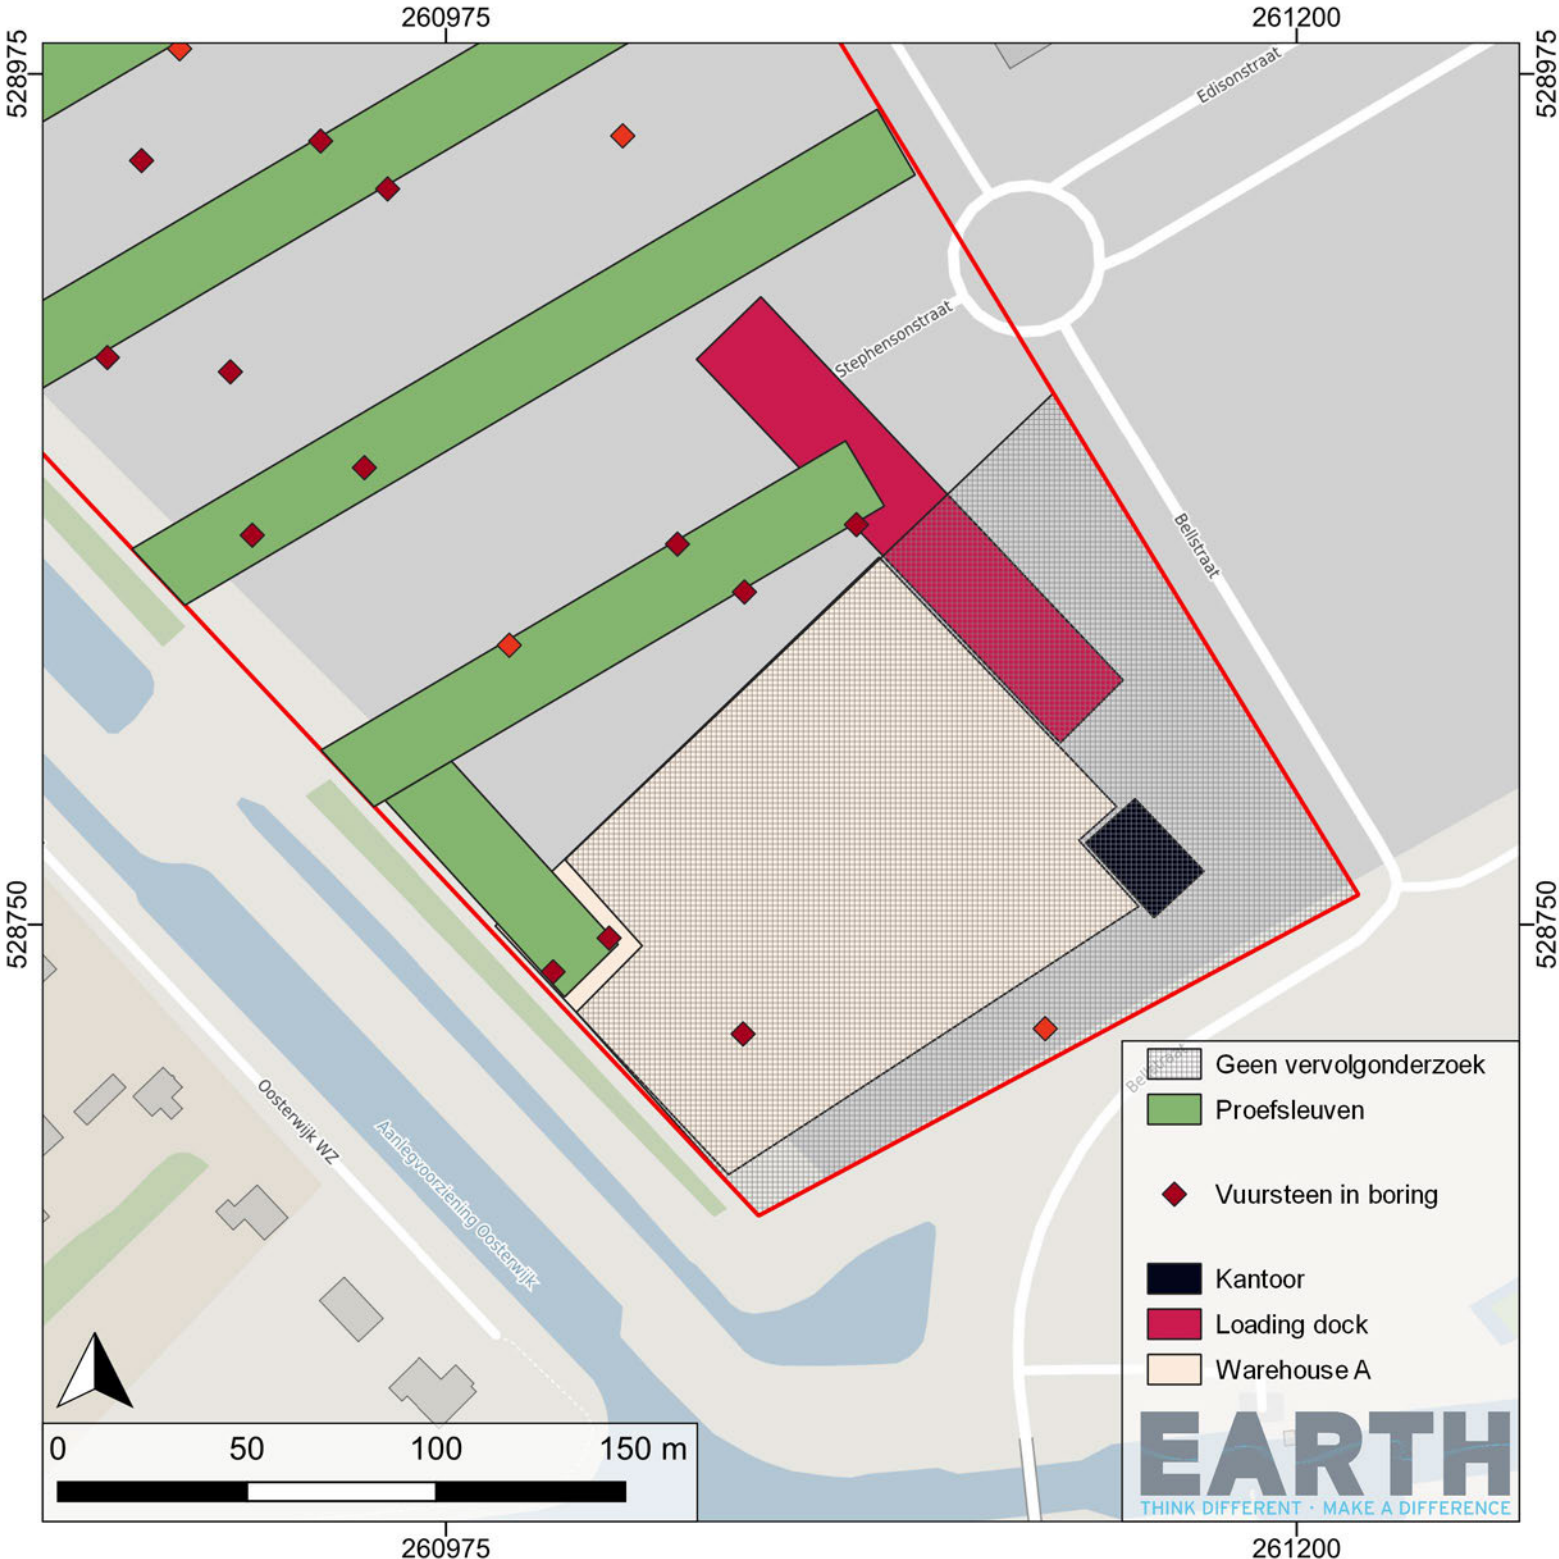 260975
261200
528975
528975
Edisonstraat
Stephensonstraat
Bellstraat
528750
528750
Oosterwijk WZ
Aanlegvoorziening Oosterwijk
Bellstraat
Geen vervolgonderzoek
Proefsleuven
Vuursteen in boring
Kantoor
Loading dock
Warehouse A
0
50
100
150 m
EARTH
THINK DIFFERENT · MAKE A DIFFERENCE
260975
261200